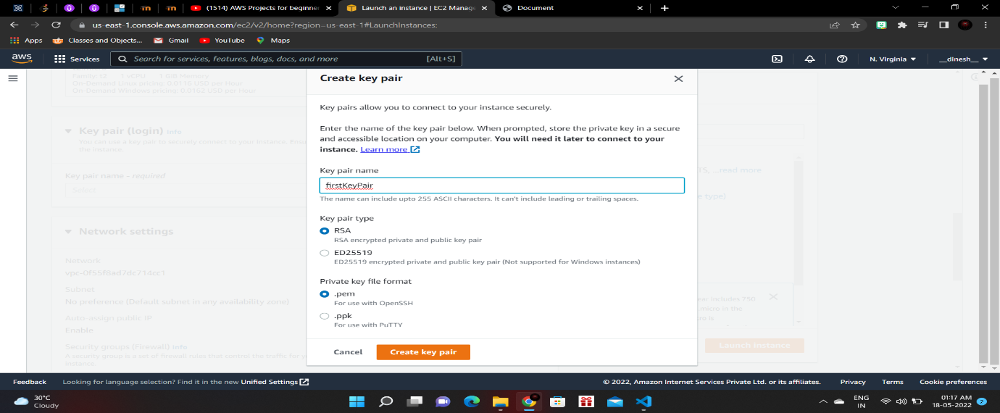 (1514) AWS Projects for beginner
Launch an instance | EC2 Manage
Document
us-east-1.console.aws.amazon.com/ec2/v2/home?region=us-east-1#LaunchInstances:
Apps
Classes and Objects...
Gmail
YouTube
Maps
aws
Services
Search for services, features, blogs, docs, and more
[Alt+S]
N. Virginia
__dinesh__
Family: t2 1 vCPU 1 GiB Memory
On-Demand Linux pricing: 0.0116 USD per Hour
On-Demand Windows pricing: 0.0162 USD per Hour
Key pair (login) Info
You can use a key pair to securely connect to your instance. Ensu
the instance.
Key pair name - required
Select
Network settings
Network
vpc-0f55f8ad7dc714cc1
Subnet
No preference (Default subnet in any availability zone)
Auto-assign public IP
Enable
Security groups (Firewall) Info
A security group is a set of firewall rules that control the traffic for y
instance.
Create key pair
Key pairs allow you to connect to your instance securely.
Enter the name of the key pair below. When prompted, store the private key in a secure
and accessible location on your computer. You will need it later to connect to your
instance. Learn more
Key pair name
firstKeyPair
The name can include upto 255 ASCII characters. It can't include leading or trailing spaces.
Key pair type
RSA
RSA encrypted private and public key pair
ED25519
ED25519 encrypted private and public key pair (Not supported for Windows instances)
Private key file format
.pem
For use with OpenSSH
.ppk
For use with PuTTY
Cancel
Create key pair
TS, ...read more
e type)
ear includes 750
micro in the
Launch instance
Feedback
Looking for language selection? Find it in the new Unified Settings
© 2022, Amazon Internet Services Private Ltd. or its affiliates.
Privacy
Terms
Cookie preferences
30°C
Cloudy
ENG
IN
01:17 AM
18-05-2022
2